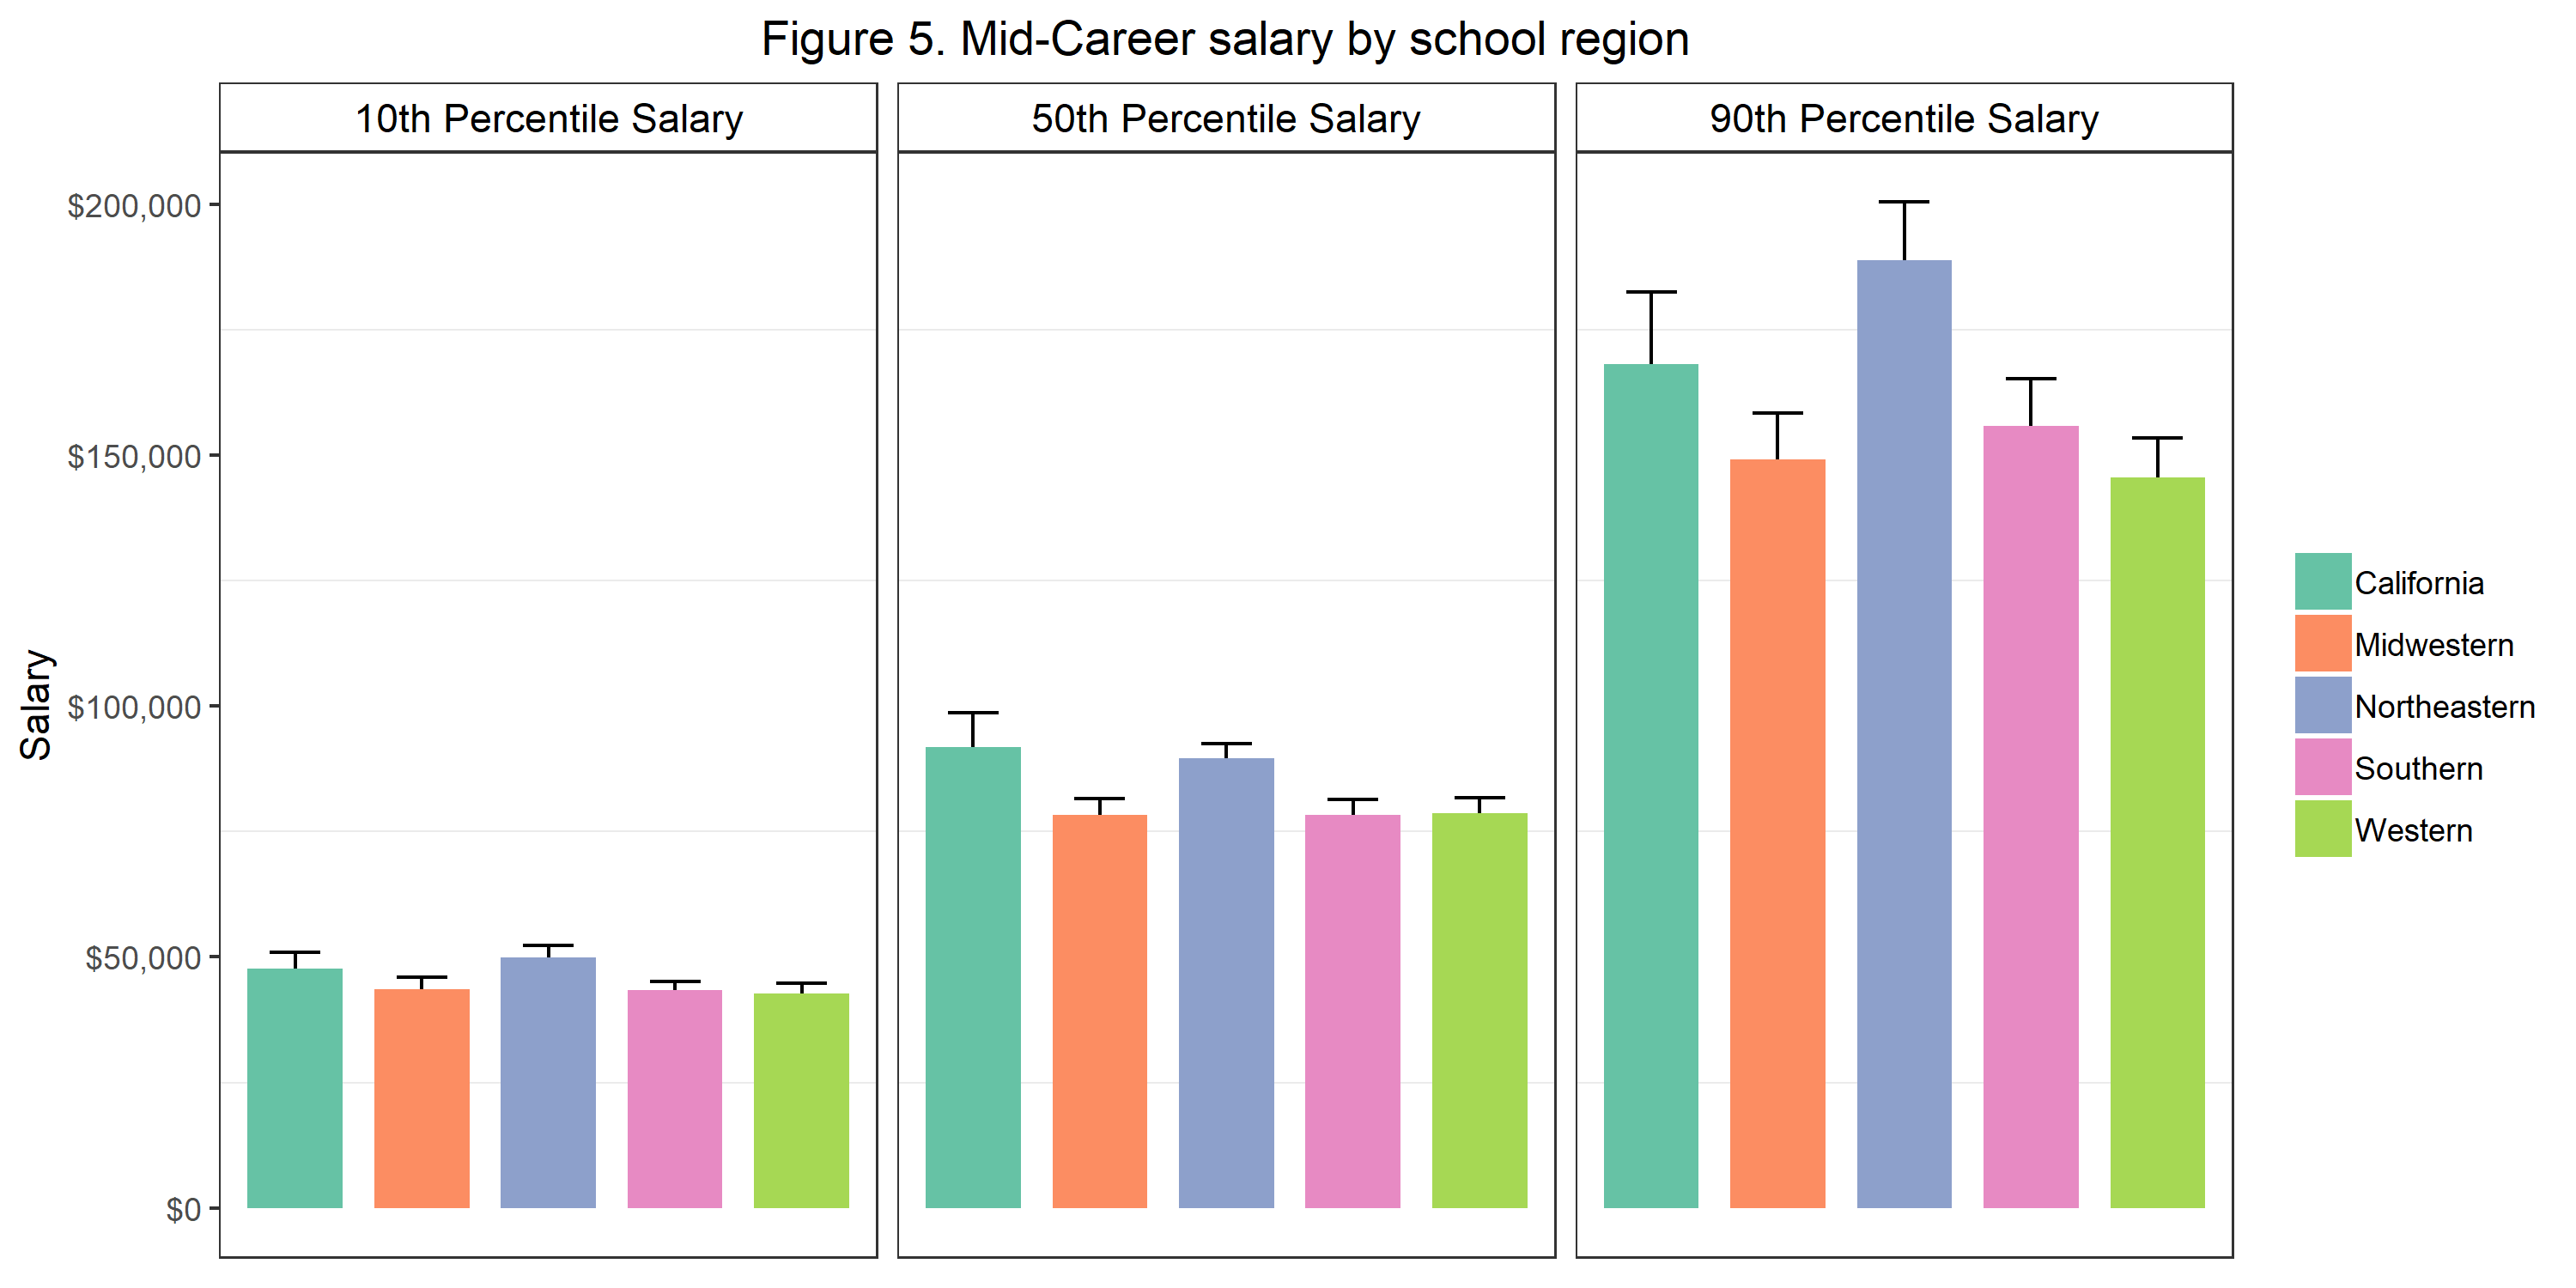 Figure 5. Mid-Career salary by school region
10th Percentile Salary
50th Percentile Salary
90th Percentile Salary
Salary
$200,000
$150,000
$100,000
$50,000
$0
California
Midwestern
Northeastern
Southern
Western